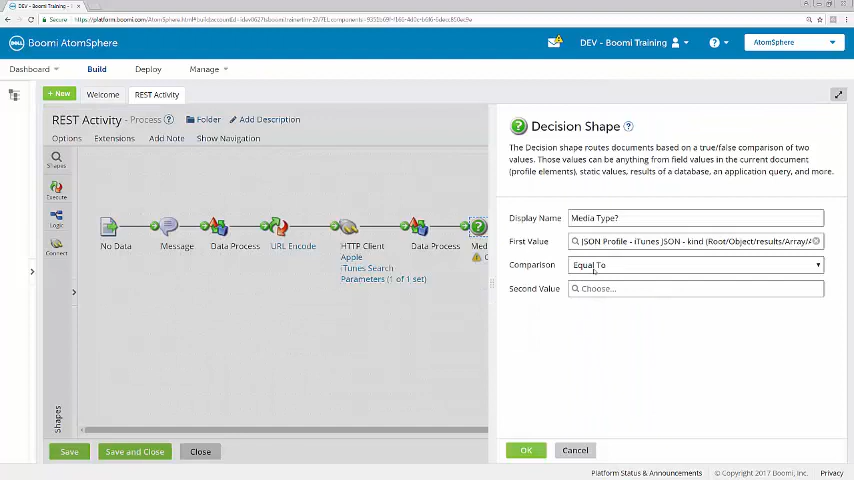 DEV - Boomi Training
Secure
Boomi AtomSphere
DEV - Boomi Training
AtomSphere
Dashboard
Build
Deploy
Manage
+ New
Welcome
REST Activity
REST Activity - Process
Folder
Add Description
Options
Extensions
Add Note
Show Navigation
Shapes
Execute
Logic
Connect
Shapes
No Data
Message
Data Process
URL Encode
HTTP Client
Apple
iTunes Search
Parameters (1 of 1 set)
Data Process
Med
Decision Shape
The Decision shape routes documents based on a true/false comparison of two
values. Those values can be anything from field values in the current document
(profile elements), static values, results of a database, an application query, and more.
Display Name
Media Type?
First Value
JSON Profile - iTunes JSON - kind (Root/Object/results/Array/
Comparison
Equal To
Second Value
Choose...
OK
Cancel
Save
Save and Close
Close
Platform Status & Announcements
© Copyright 2017 Boomi, Inc.
Privacy